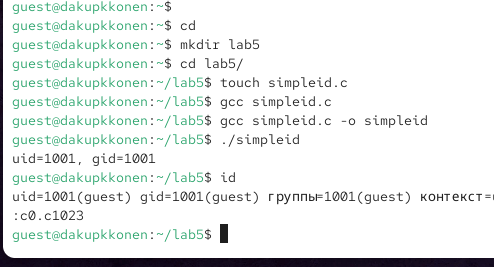 guest@dakupkkonen:~$
guest@dakupkkonen:~$ cd
guest@dakupkkonen:~$ mkdir lab5
guest@dakupkkonen:~$ cd lab5/
guest@dakupkkonen:~/lab5$ touch simpleid.c
guest@dakupkkonen:~/lab5$ gcc simpleid.c
guest@dakupkkonen:~/lab5$ gcc simpleid.c -o simpleid
guest@dakupkkonen:~/lab5$ ./simpleid
uid=1001, gid=1001
guest@dakupkkonen:~/lab5$ id
uid=1001(guest) gid=1001(guest) группы=1001(guest) контекст=
:c0.c1023
guest@dakupkkonen:~/lab5$